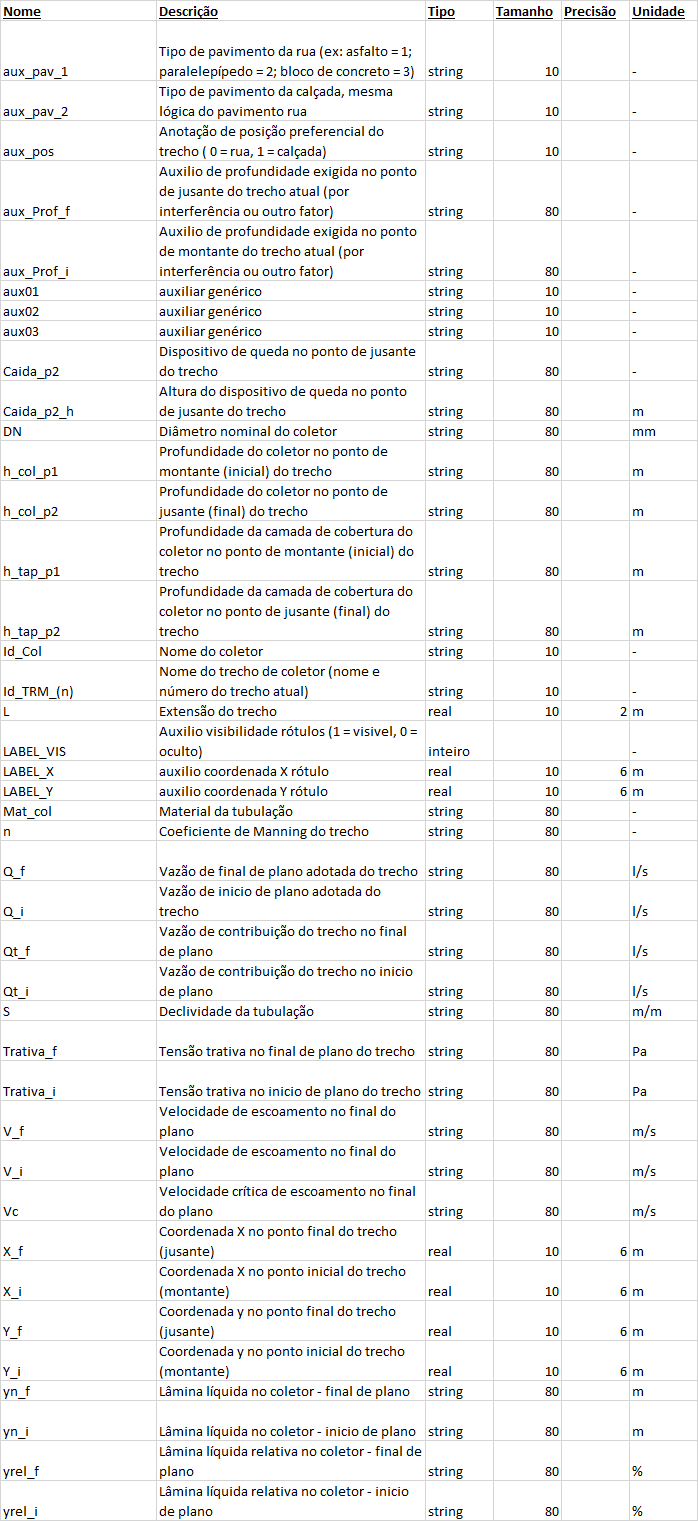 Nome Descrição Tipo Tamanho Precisão Unidade
Tipo de pavimento da rua (ex: asfalto = 1;
aux_pav_1 paralelepípedo = 2; bloco de concreto = 3) string 10 -
Tipo de pavimento da calçada, mesma
aux_pav_2 lógica do pavimento rua string 10 -
Anotação de posição preferencial do
aux_pos trecho ( 0 = rua, 1 = calçada) string 10 -
Auxilio de profundidade exigida no ponto
de jusante do trecho atual (por
aux_Prof_f interferência ou outro fator) string 80 -
Auxilio de profundidade exigida no ponto
de montante do trecho atual (por
aux_Prof_i interferência ou outro fator) string 80 -
aux01 auxiliar genérico string 10 -
aux02 auxiliar genérico string 10 -
aux03 auxiliar genérico string 10 -
Dispositivo de queda no ponto de jusante
Caida_p2 do trecho string 80 -
Altura do dispositivo de queda no ponto
Caida_p2_h de jusante do trecho string 80 m
DN Diâmetro nominal do coletor string 80 mm
Profundidade do coletor no ponto de
h_col_p1 montante (inicial) do trecho string 80 m
Profundidade do coletor no ponto de
h_col_p2 jusante (final) do trecho string 80 m
Profundidade da camada de cobertura do
coletor no ponto de montante (inicial) do
h_tap_p1 trecho string 80 m
Profundidade da camada de cobertura do
coletor no ponto de jusante (final) do
h_tap_p2 trecho string 80 m
Id_Col Nome do coletor string 10 -
Nome do trecho de coletor (nome e
Id_TRM_(n) número do trecho atual) string 10 -
L Extensão do trecho real 10 2 m
Auxilio visibilidade rótulos (1 = visivel, 0 =
LABEL_VIS oculto) inteiro -
LABEL_X auxilio coordenada X rótulo real 10 6 m
LABEL_Y auxilio coordenada Y rótulo real 10 6 m
Mat_col Material da tubulação string 80 -
n Coeficiente de Manning do trecho string 80 -
Q_f Vazão de final de plano adotada do trecho string 80 l/s
Vazão de inicio de plano adotada do
Q_i trecho string 80 l/s
Vazão de contribuição do trecho no final
Qt_f de plano string 80 l/s
Vazão de contribuição do trecho no inicio
Qt_i de plano string 80 l/s
S Declividade da tubulação string 80 m/m
Trativa_f Tensão trativa no final de plano do trecho string 80 Pa
Trativa_i Tensão trativa no inicio de plano do trecho string 80 Pa
Velocidade de escoamento no final do
V_f plano string 80 m/s
Velocidade de escoamento no final do
V_i plano string 80 m/s
Velocidade crítica de escoamento no final
Vc do plano string 80 m/s
Coordenada X no ponto final do trecho
X_f (jusante) real 10 6 m
Coordenada X no ponto inicial do trecho
X_i (montante) real 10 6 m
Coordenada y no ponto final do trecho
Y_f (jusante) real 10 6 m
Coordenada y no ponto inicial do trecho
Y_i (montante) real 10 6 m
yn_f Lâmina líquida no coletor - final de plano string 80 m
yn_i Lâmina líquida no coletor - inicio de plano string 80 m
Lâmina líquida relativa no coletor - final de
yrel_f plano string 80 %
Lâmina líquida relativa no coletor - inicio
yrel_i de plano string 80 %